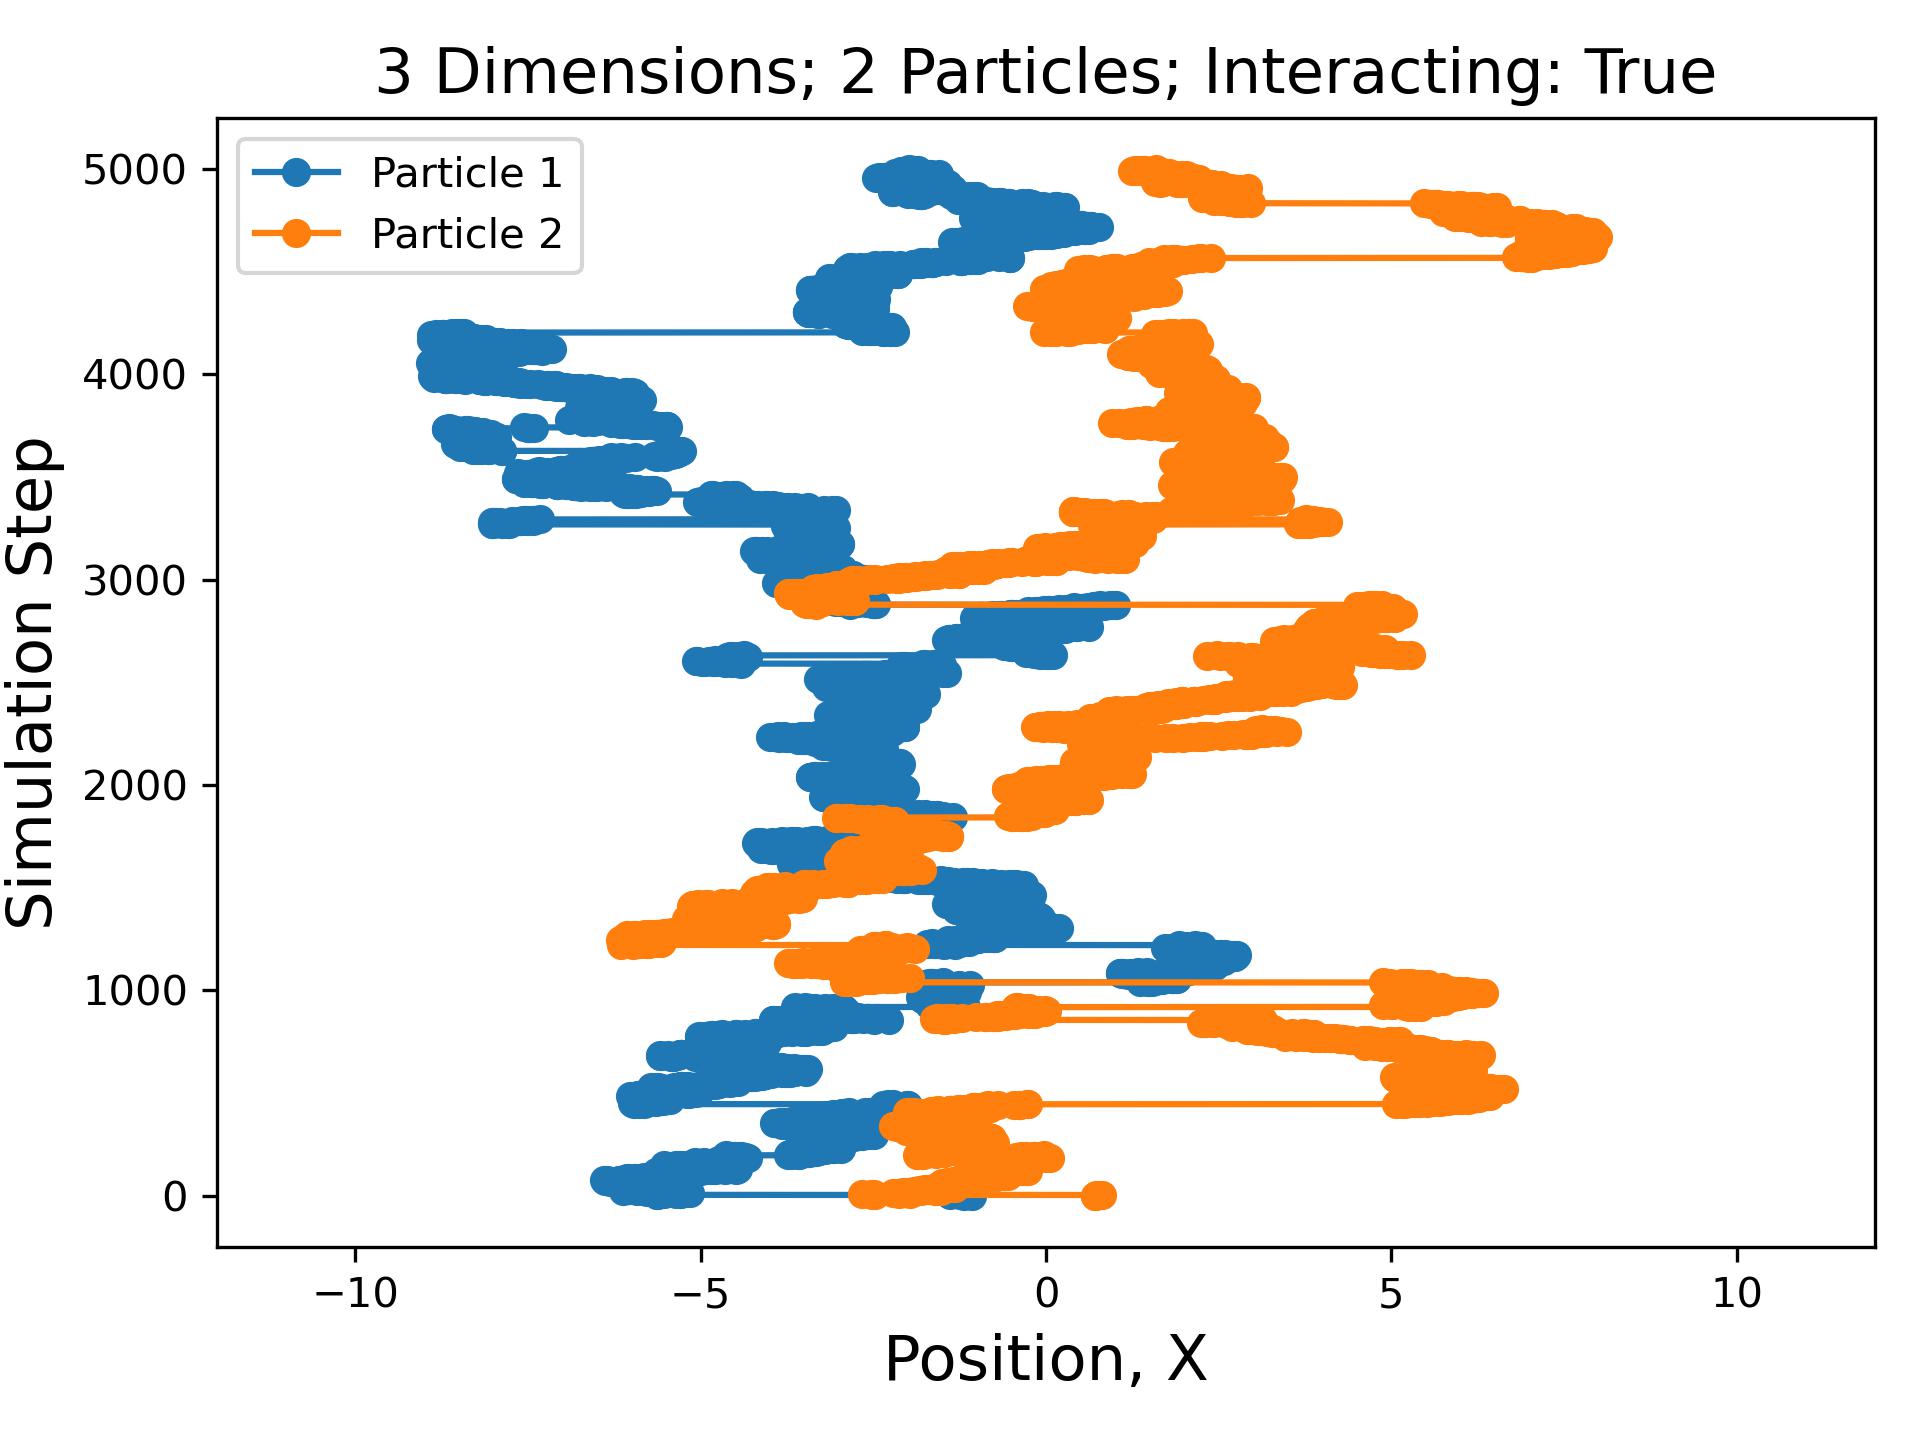 3 Dimensions; 2 Particles; Interacting: True
Particle 1
Particle 2
5000
4000
3000
2000
1000
0
Simulation Step
−10
−5
0
5
10
Position, X